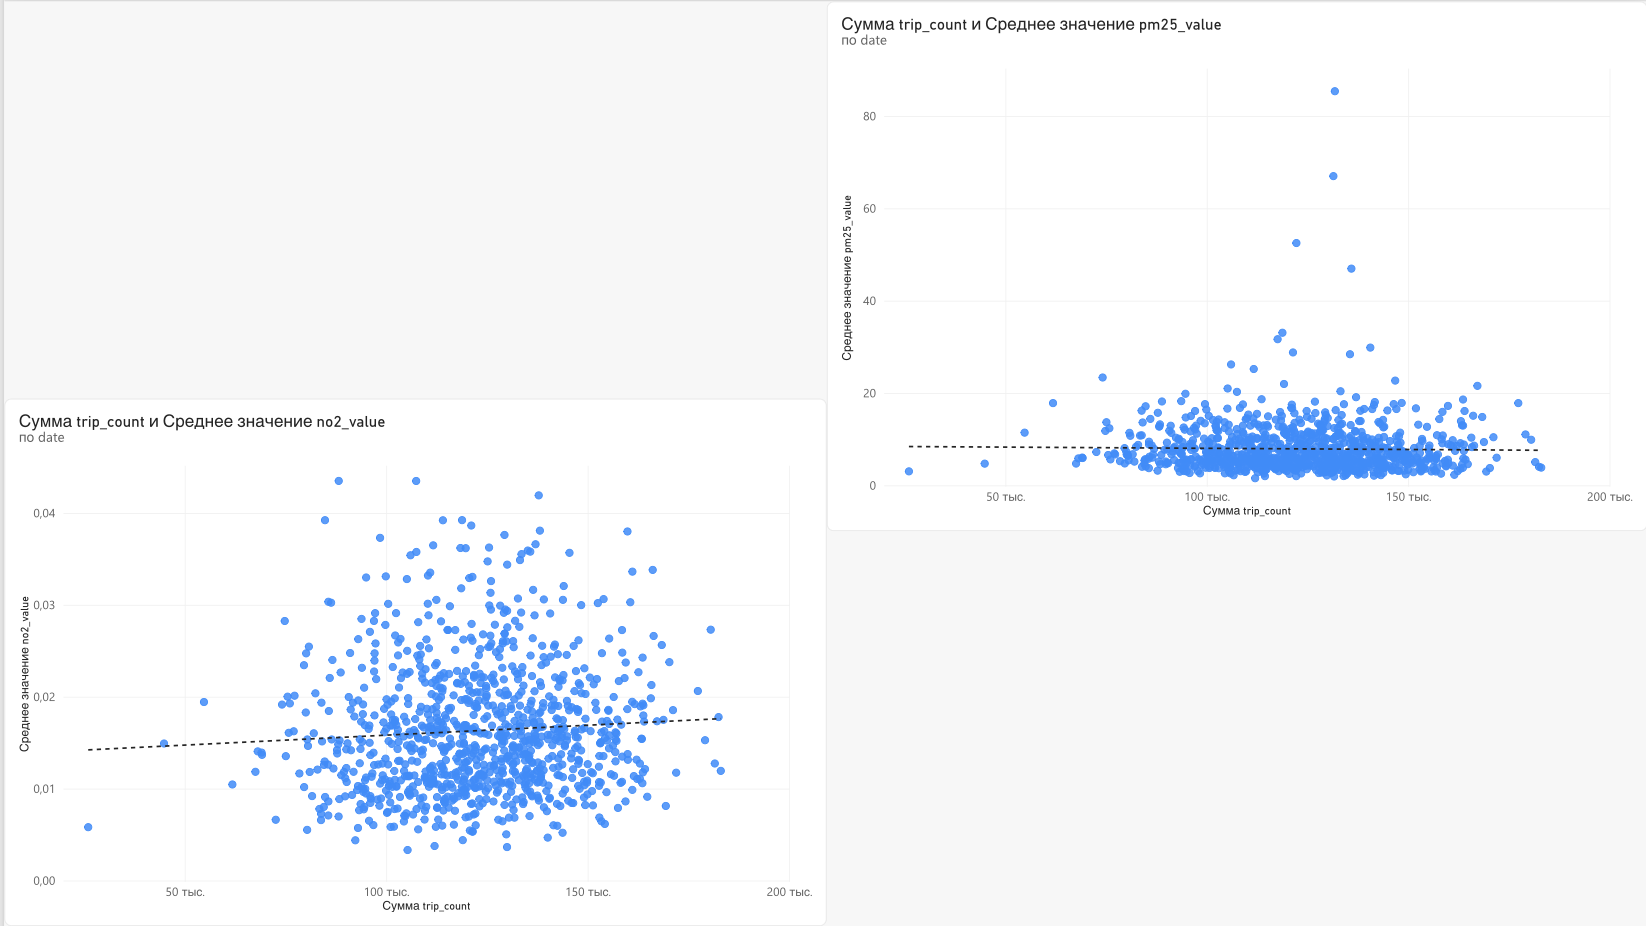 Сумма trip_count и Среднее значение pm25_value
по date
80
60
40
20
0
Среднее значение pm25_value
50 тыс.
100 тыс.
150 тыс.
200 тыс.
Сумма trip_count
Сумма trip_count и Среднее значение no2_value
по date
0,04
0,03
0,02
0,01
0,00
Среднее значение no2_value
50 тыс.
100 тыс.
150 тыс.
200 тыс.
Сумма trip_count